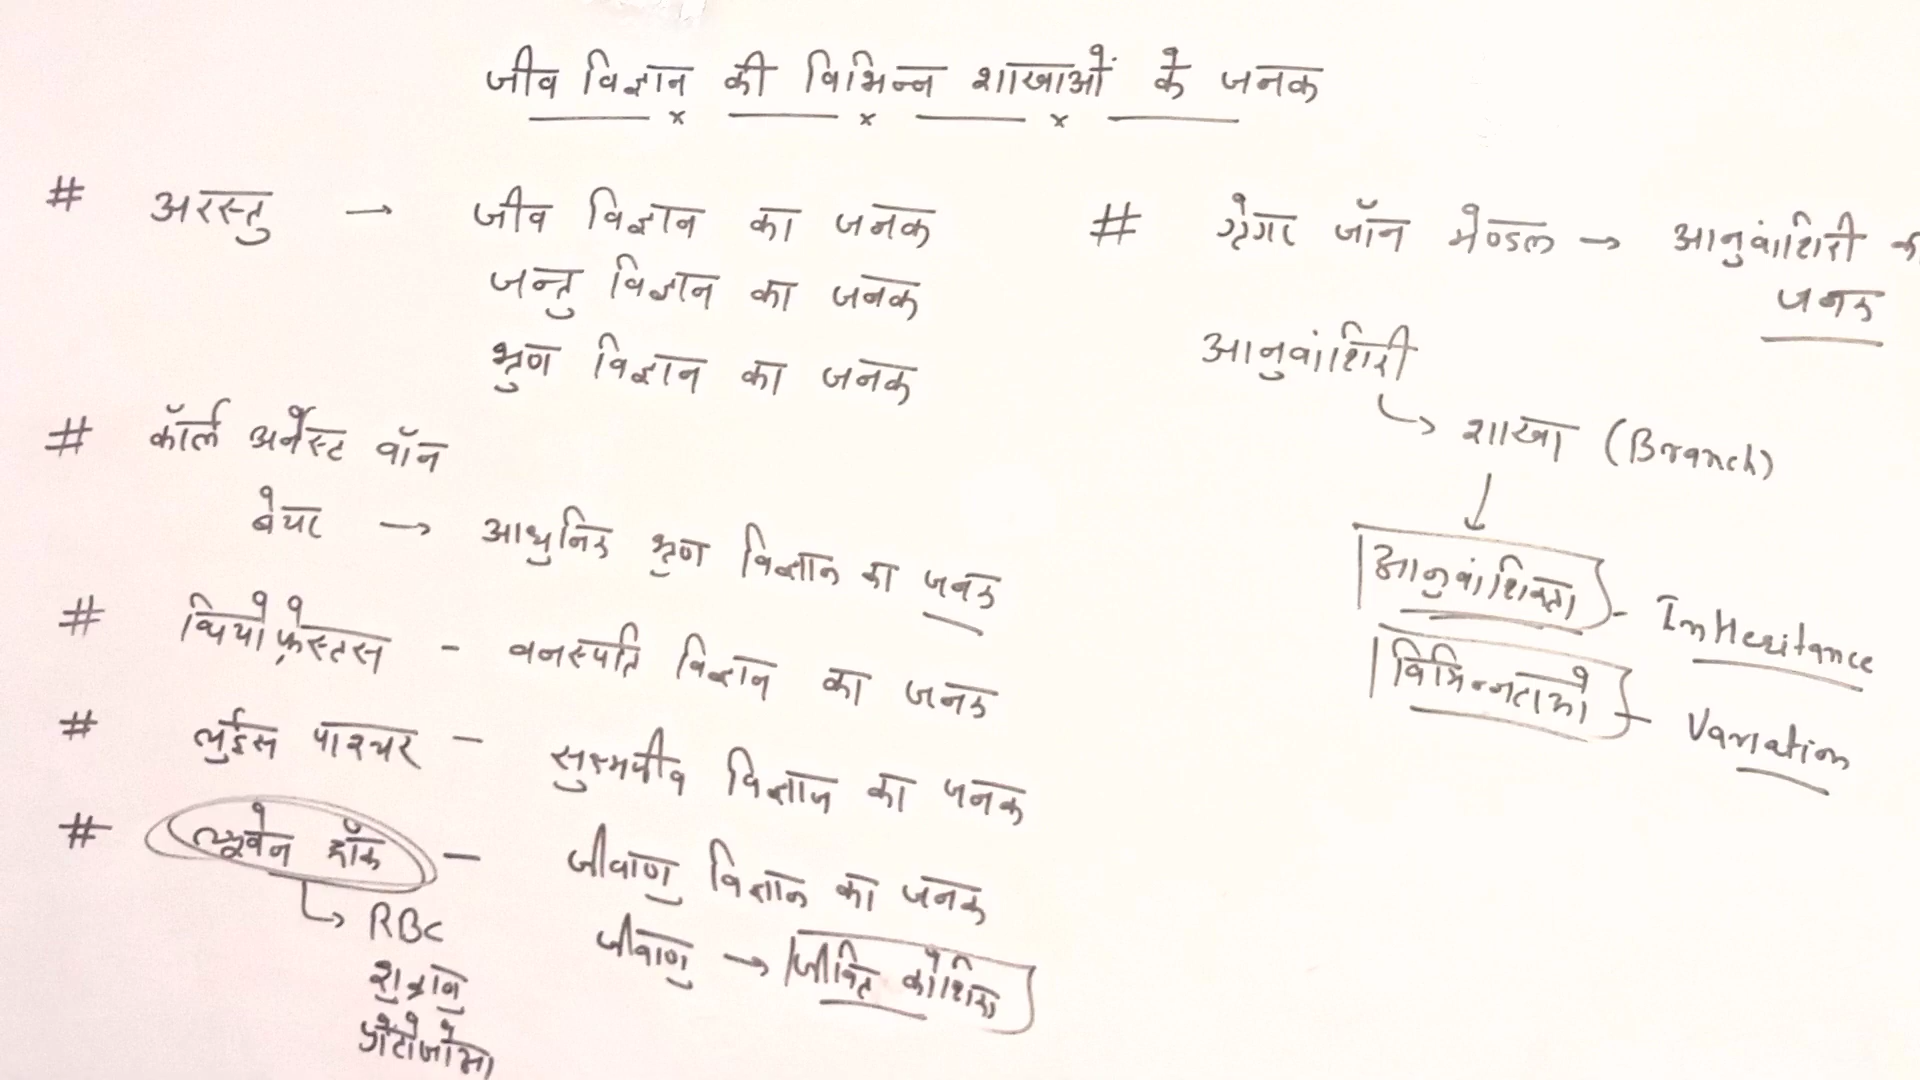 जीव विज्ञान की विभिन्न शाखाओं के जनक
# अरस्तु → जीव विज्ञान का जनक
जन्तु विज्ञान का जनक
भ्रुण विज्ञान का जनक
# कॉर्ल अर्नेस्ट वॉन
बेयर → आधुनिक भ्रुण विज्ञान का जनक
# थियोफ्रेस्टस - वनस्पति विज्ञान का जनक
# लुईस पाश्चर - सुक्ष्मजीव विज्ञान का जनक
# ल्यूवेन हॉक - जीवाणु विज्ञान का जनक
→ RBC
जीवाणु → जीवित कोशिका
शुक्राणु
प्रोटोजोआ
# ग्रेगर जॉन मेण्डल → आनुवांशिकी क
जनक
आनुवांशिकी
→ शाखा (Branch)
आनुवांशिकता - InHeritance
विभिन्नताओ - Variation